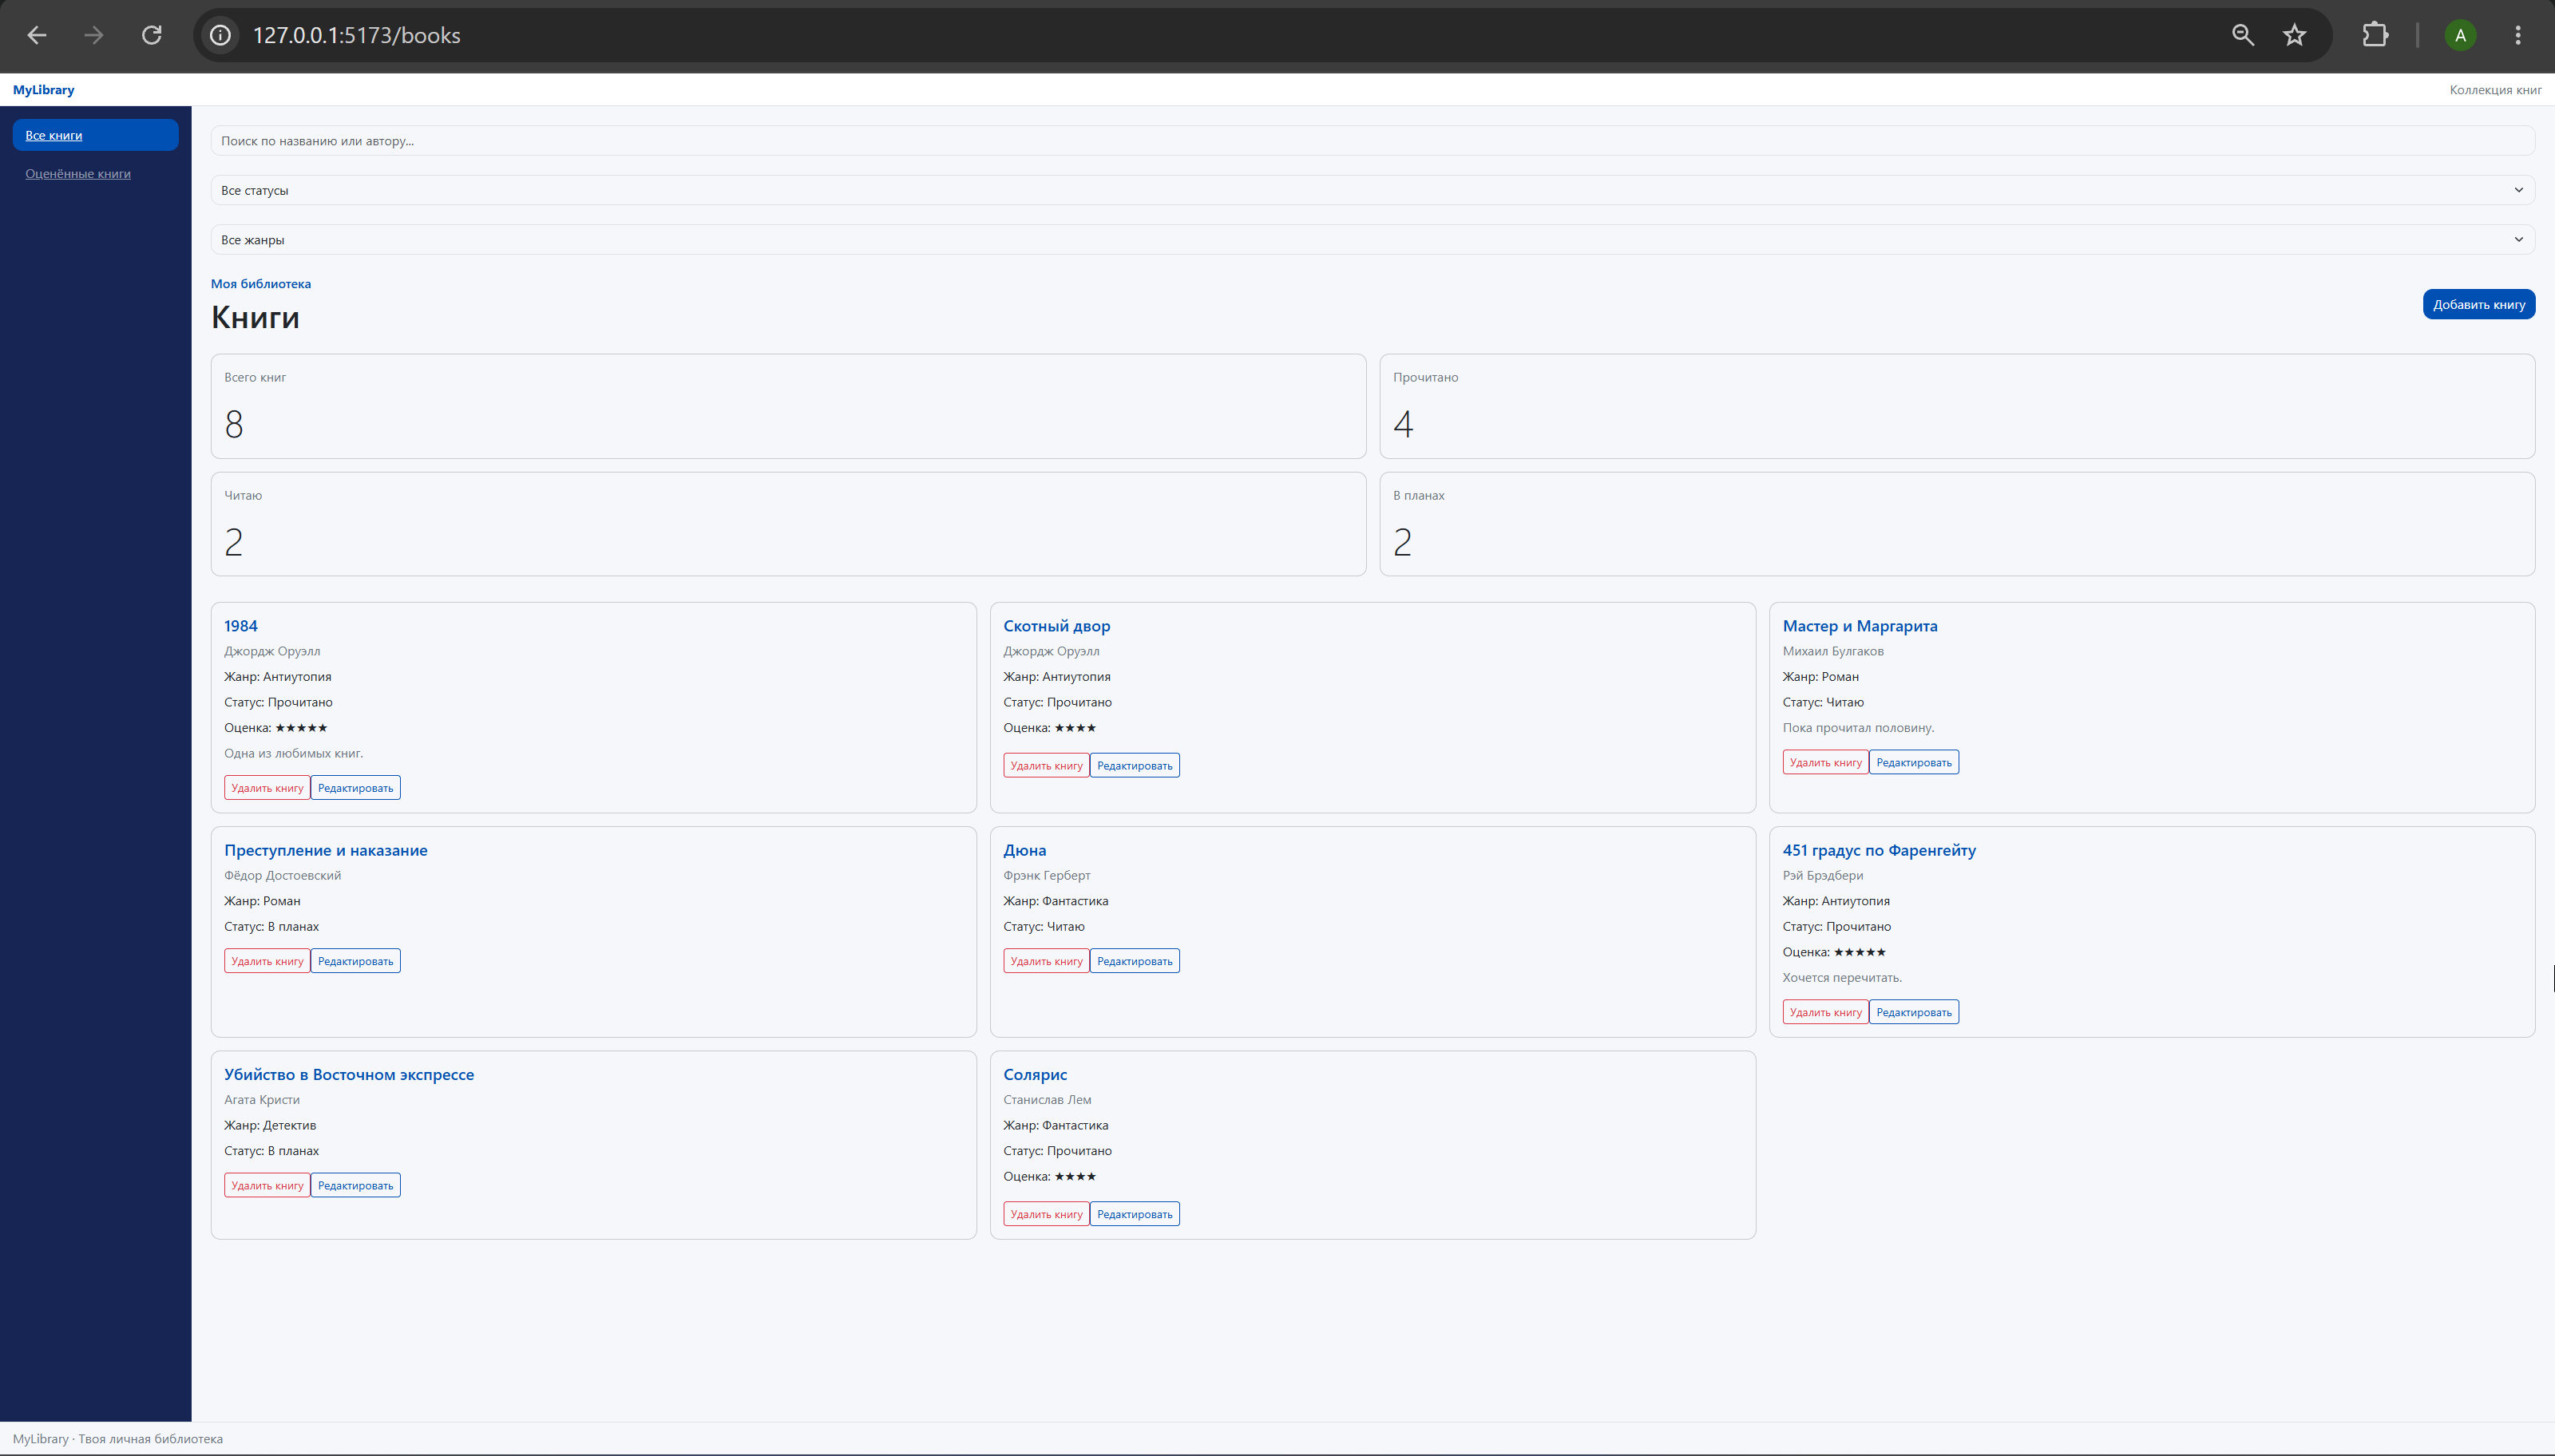 127.0.0.1:5173/books
A
MyLibrary
Коллекция книг
Все книги
Оценённые книги
Поиск по названию или автору...
Все статусы
Все жанры
Моя библиотека
Книги
Добавить книгу
Всего книг
8
Прочитано
4
Читаю
2
В планах
2
1984
Джордж Оруэлл
Жанр: Антиутопия
Статус: Прочитано
Оценка: ★★★★★
Одна из любимых книг.
Удалить книгу Редактировать
Скотный двор
Джордж Оруэлл
Жанр: Антиутопия
Статус: Прочитано
Оценка: ★★★★
Удалить книгу Редактировать
Мастер и Маргарита
Михаил Булгаков
Жанр: Роман
Статус: Читаю
Пока прочитал половину.
Удалить книгу Редактировать
Преступление и наказание
Фёдор Достоевский
Жанр: Роман
Статус: В планах
Удалить книгу Редактировать
Дюна
Фрэнк Герберт
Жанр: Фантастика
Статус: Читаю
Удалить книгу Редактировать
451 градус по Фаренгейту
Рэй Брэдбери
Жанр: Антиутопия
Статус: Прочитано
Оценка: ★★★★★
Хочется перечитать.
Удалить книгу Редактировать
Убийство в Восточном экспрессе
Агата Кристи
Жанр: Детектив
Статус: В планах
Удалить книгу Редактировать
Солярис
Станислав Лем
Жанр: Фантастика
Статус: Прочитано
Оценка: ★★★★
Удалить книгу Редактировать
MyLibrary · Твоя личная библиотека